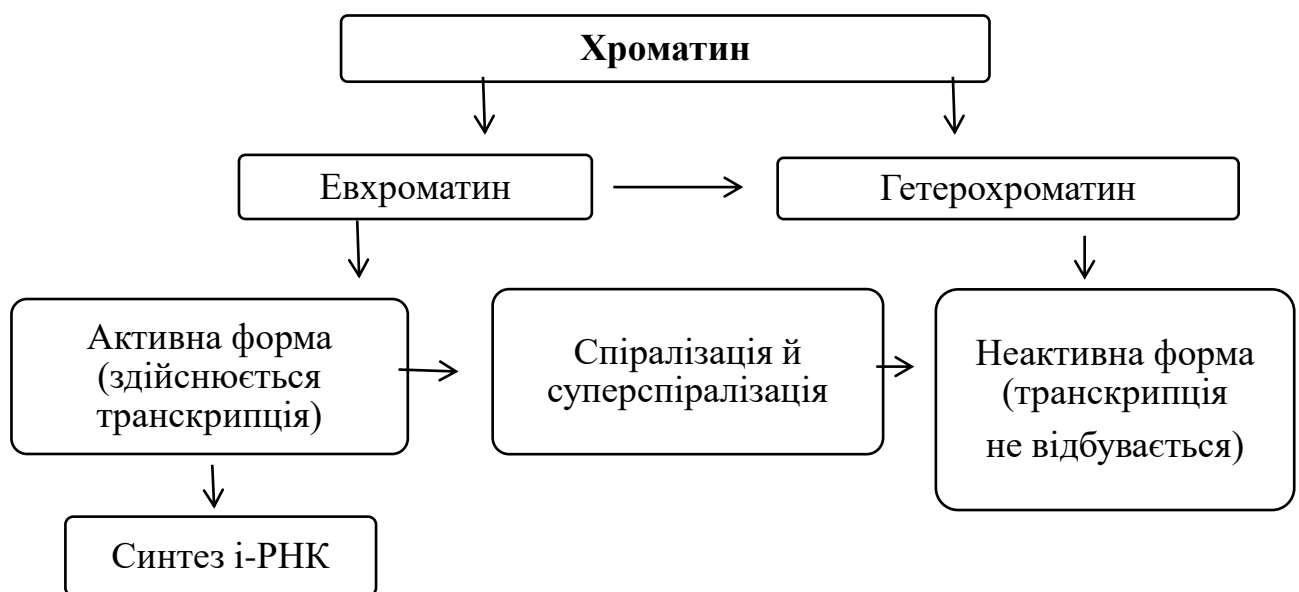 Хроматин
Евхроматин
Гетерохроматин
Активна форма
(здійснюється
транскрипція)
Спіралізація й
суперспіралізація
Неактивна форма
(транскрипція
не відбувається)
Синтез і-РНК